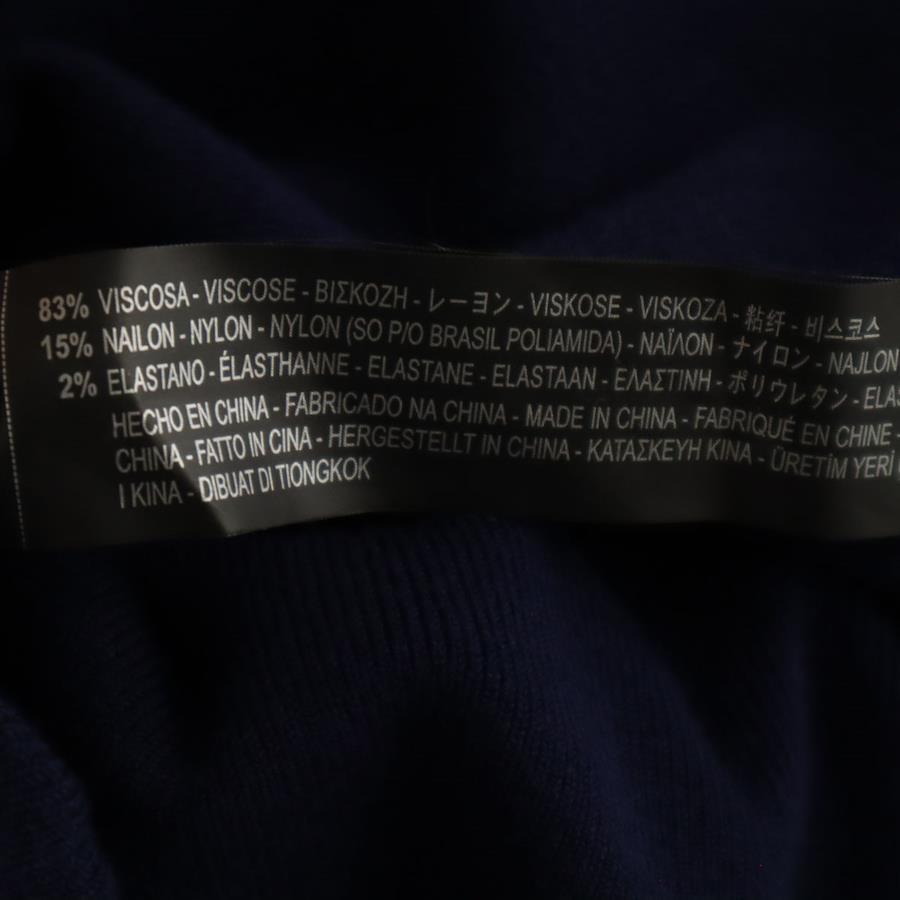 83% VISCOSA - VISCOSE - ΒΙΣΚΟΖΗ - レーヨン - VISKOSE - VISKOZA - 粘纤 - 비스코스
15% NAILON - NYLON - NYLON (SO P/O BRASIL POLIAMIDA) - ΝΑΪΛΟΝ - ナイロン - NAJLON
2% ELASTANO - ÉLASTHANNE - ELASTANE - ELASTAAN - ΕΛΑΣΤΙΝΗ - ポリウレタン - ELAS
HECHO EN CHINA - FABRICADO NA CHINA - MADE IN CHINA - FABRIQUÉ EN CHINE -
CHINA - FATTO IN CINA - HERGESTELLT IN CHINA - ΚΑΤΑΣΚΕΥΗ ΚΙΝΑ - ÜRETİM YERİ
I KINA - DIBUAT DI TIONGKOK